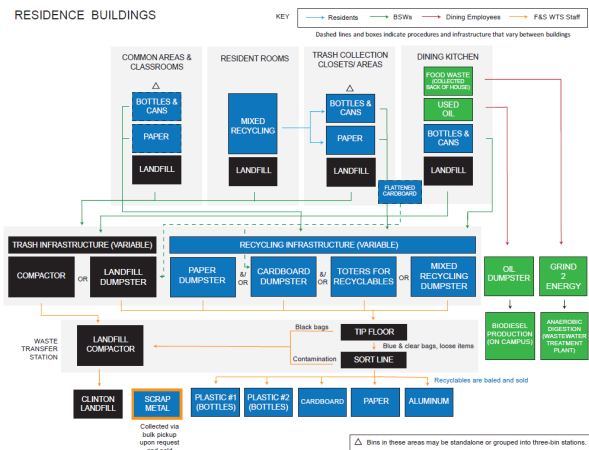 RESIDENCE BUILDINGS
KEY
Residents
BSWs
Dining Employees
F&S WTS Staff
Dashed lines and boxes indicate procedures and infrastructure that vary between buildings
COMMON AREAS &
CLASSROOMS
BOTTLES &
CANS
PAPER
LANDFILL
RESIDENT ROOMS
MIXED
RECYCLING
LANDFILL
TRASH COLLECTION
CLOSETS/ AREAS
BOTTLES &
CANS
PAPER
LANDFILL
DINING KITCHEN
FOOD WASTE
(COLLECTED
BACK OF HOUSE)
USED
OIL
BOTTLES &
CANS
LANDFILL
FLATTENED
CARDBOARD
TRASH INFRASTRUCTURE (VARIABLE)
COMPACTOR
OR
LANDFILL
DUMPSTER
RECYCLING INFRASTRUCTURE (VARIABLE)
PAPER
DUMPSTER
&/
OR
CARDBOARD
DUMPSTER
&/
OR
TOTERS FOR
RECYCLABLES
OR
MIXED
RECYCLING
DUMPSTER
OIL
DUMPSTER
GRIND
2
ENERGY
BIODIESEL
PRODUCTION
(ON CAMPUS)
ANAEROBIC
DIGESTION
(WASTEWATER
TREATMENT
PLANT)
WASTE
TRANSFER
STATION
LANDFILL
COMPACTOR
Black bags
TIP FLOOR
Blue & clear bags, loose items
Contamination
SORT LINE
Recyclables are baled and sold
CLINTON
LANDFILL
SCRAP
METAL
PLASTIC #1
(BOTTLES)
PLASTIC #2
(BOTTLES)
CARDBOARD
PAPER
ALUMINUM
Collected via
bulk pickup
upon request
and sold
Bins in these areas may be standalone or grouped into three-bin stations.